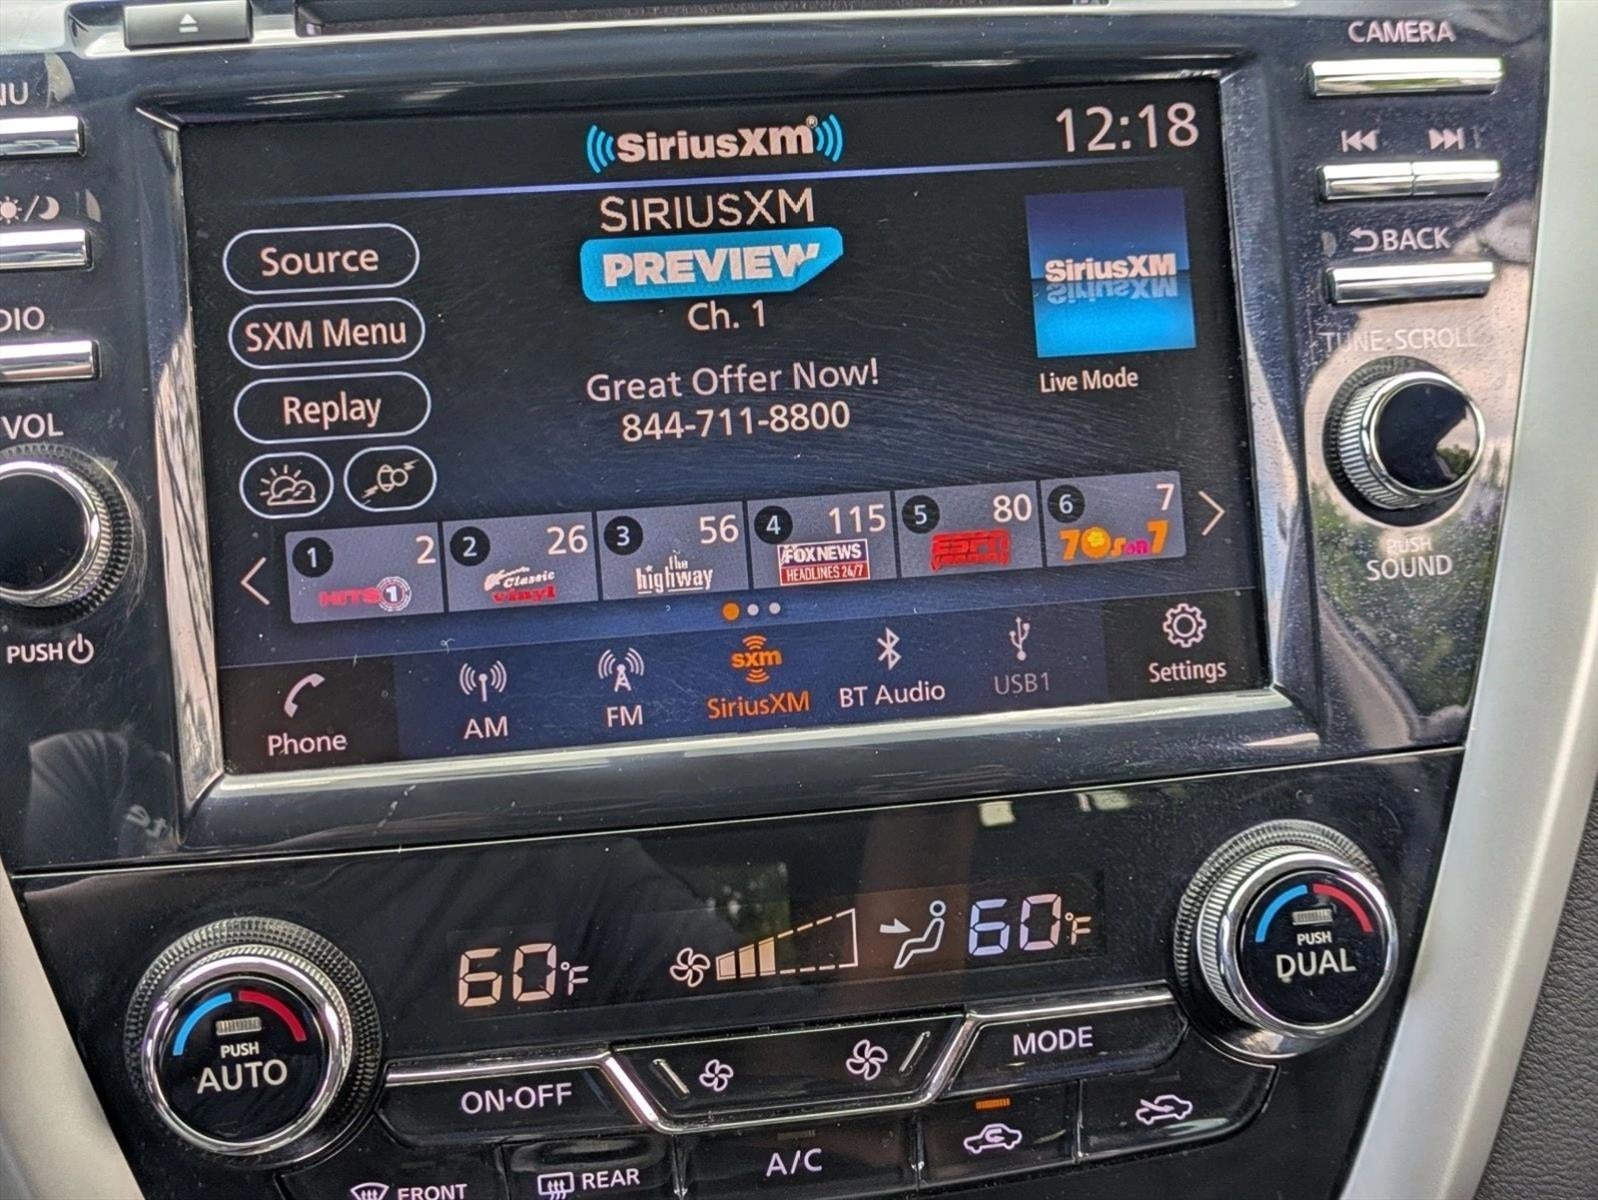 CAMERA
NU
SiriusXM®
12:18
SIRIUSXM
PREVIEW
Ch. 1
SiriusXM
Live Mode
Source
SXM Menu
Replay
Great Offer Now!
844-711-8800
BACK
DIO
TUNE·SCROLL
VOL
PUSH
SOUND
1 2 HITS 1
2 26 Classic vinyl
3 56 the highway
4 115 FOX NEWS HEADLINES 24/7
5 80 ESPN
6 7 70s on 7
PUSH
Phone
AM
FM
sxm
SiriusXM
BT Audio
USB1
Settings
60°F
60°F
PUSH
AUTO
PUSH
DUAL
ON·OFF
MODE
A/C
FRONT
REAR